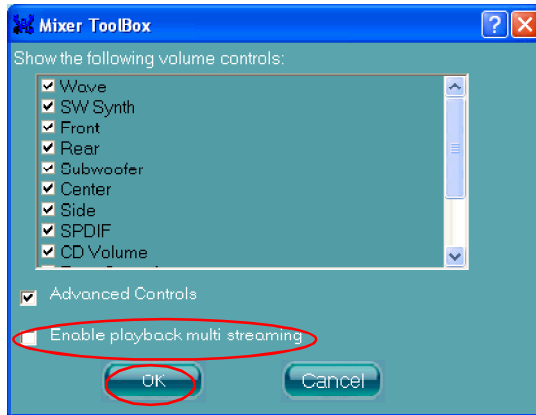 Mixer ToolBox
Show the following volume controls:
Wave
SW Synth
Front
Rear
Subwoofer
Center
Side
SPDIF
CD Volume
Advanced Controls
Enable playback multi streaming
OK
Cancel